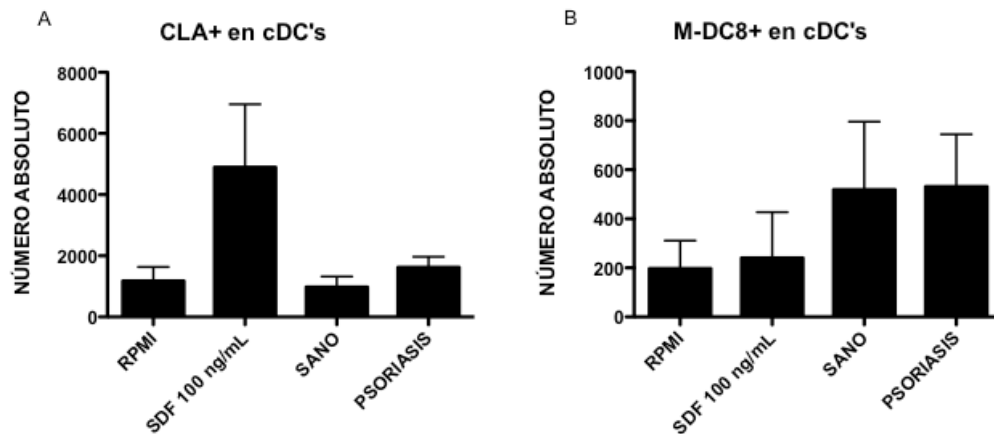 A
CLA+ en cDC's
NÚMERO ABSOLUTO
8000
6000
4000
2000
0
RPMI
SDF 100 ng/mL
SANO
PSORIASIS
B
M-DC8+ en cDC's
NÚMERO ABSOLUTO
1000
800
600
400
200
0
RPMI
SDF 100 ng/mL
SANO
PSORIASIS